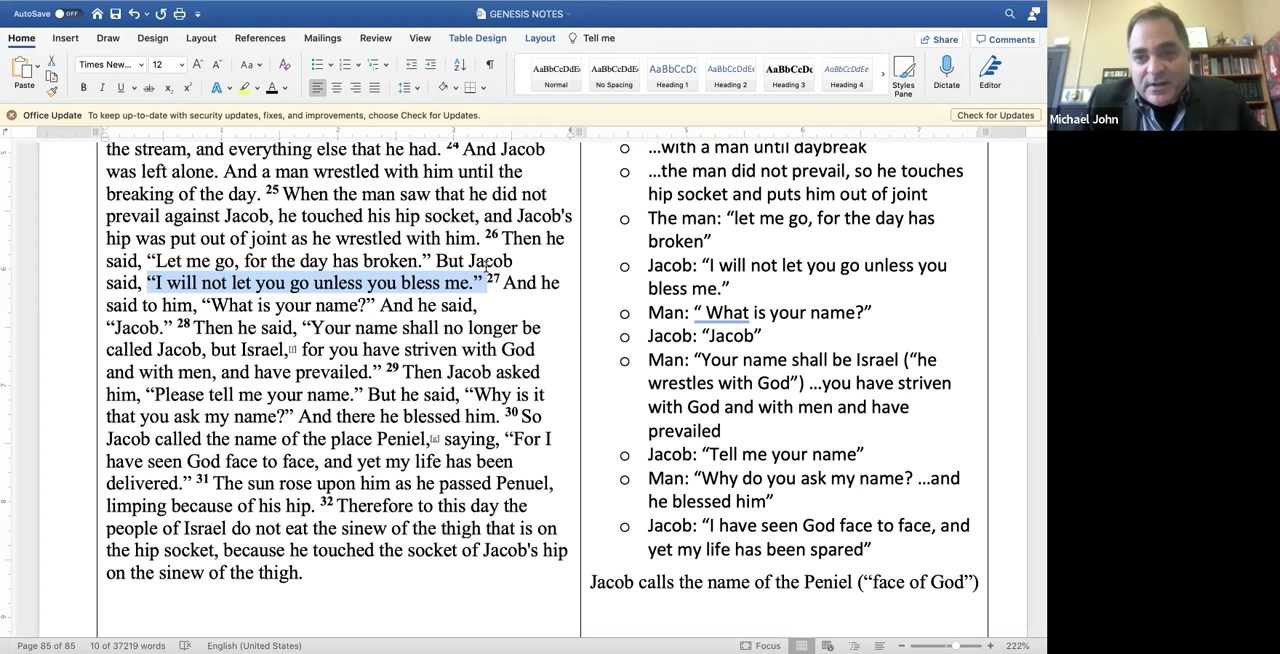 AutoSave OFF
GENESIS NOTES
Home Insert Draw Design Layout References Mailings Review View Table Design Layout Tell me
Share Comments
Paste
Times New... 12
Aa
B I U ab x₂ x² A A
AaBbCcDdEe AaBbCcDdEe AaBbCcDc AaBbCcDdEe AaBbCcDd AaBbCcDdEe
Normal No Spacing Heading 1 Heading 2 Heading 3 Heading 4
Styles Pane
Dictate
Editor
Office Update To keep up-to-date with security updates, fixes, and improvements, choose Check for Updates.
Check for Updates
Michael John
1 2 3 4 5 6 7
the stream, and everything else that he had. 24 And Jacob
was left alone. And a man wrestled with him until the
breaking of the day. 25 When the man saw that he did not
prevail against Jacob, he touched his hip socket, and Jacob's
hip was put out of joint as he wrestled with him. 26 Then he
said, “Let me go, for the day has broken.” But Jacob
said, “I will not let you go unless you bless me.” 27 And he
said to him, “What is your name?” And he said,
“Jacob.” 28 Then he said, “Your name shall no longer be
called Jacob, but Israel,[f] for you have striven with God
and with men, and have prevailed.” 29 Then Jacob asked
him, “Please tell me your name.” But he said, “Why is it
that you ask my name?” And there he blessed him. 30 So
Jacob called the name of the place Peniel,[g] saying, “For I
have seen God face to face, and yet my life has been
delivered.” 31 The sun rose upon him as he passed Penuel,
limping because of his hip. 32 Therefore to this day the
people of Israel do not eat the sinew of the thigh that is on
the hip socket, because he touched the socket of Jacob's hip
on the sinew of the thigh.
o …with a man until daybreak
o …the man did not prevail, so he touches
hip socket and puts him out of joint
o The man: “let me go, for the day has
broken”
o Jacob: “I will not let you go unless you
bless me.”
o Man: “ What is your name?”
o Jacob: “Jacob”
o Man: “Your name shall be Israel (“he
wrestles with God”) …you have striven
with God and with men and have
prevailed
o Jacob: “Tell me your name”
o Man: “Why do you ask my name? …and
he blessed him”
o Jacob: “I have seen God face to face, and
yet my life has been spared”
Jacob calls the name of the Peniel (“face of God”)
Page 85 of 85 10 of 37219 words English (United States) Focus 222%